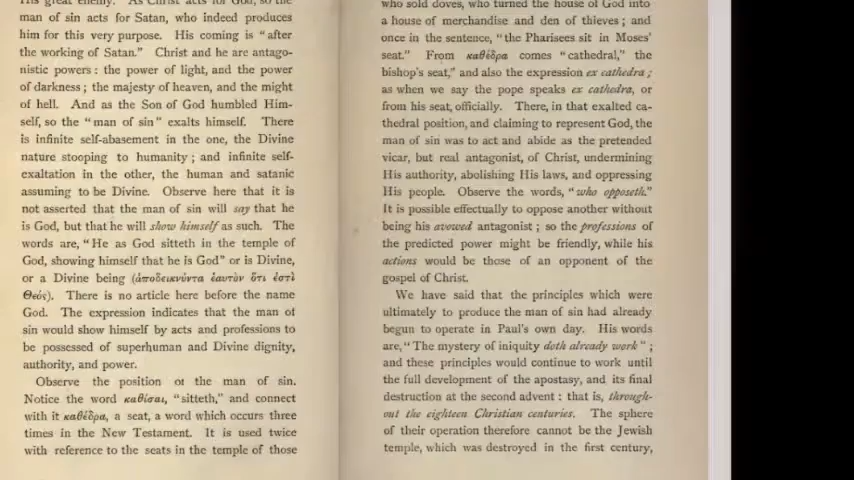 His great enemy. As Christ acts for God, so the
man of sin acts for Satan, who indeed produces
him for this very purpose. His coming is “after
the working of Satan.” Christ and he are antago-
nistic powers : the power of light, and the power
of darkness ; the majesty of heaven, and the might
of hell. And as the Son of God humbled Him-
self, so the “man of sin” exalts himself. There
is infinite self-abasement in the one, the Divine
nature stooping to humanity ; and infinite self-
exaltation in the other, the human and satanic
assuming to be Divine. Observe here that it is
not asserted that the man of sin will say that he
is God, but that he will show himself as such. The
words are, “He as God sitteth in the temple of
God, showing himself that he is God” or is Divine,
or a Divine being (ἀποδεικνύντα ἑαυτὸν ὅτι ἐστὶ
Θεός). There is no article here before the name
God. The expression indicates that the man of
sin would show himself by acts and professions to
be possessed of superhuman and Divine dignity,
authority, and power.
Observe the position of the man of sin.
Notice the word καθίσαι, “sitteth,” and connect
with it καθέδρα, a seat, a word which occurs three
times in the New Testament. It is used twice
with reference to the seats in the temple of those
who sold doves, who turned the house of God into
a house of merchandise and den of thieves ; and
once in the sentence, “the Pharisees sit in Moses’
seat.” From καθέδρα comes “cathedral,” the
bishop’s seat,” and also the expression ex cathedra ;
as when we say the pope speaks ex cathedra, or
from his seat, officially. There, in that exalted ca-
thedral position, and claiming to represent God, the
man of sin was to act and abide as the pretended
vicar, but real antagonist, of Christ, undermining
His authority, abolishing His laws, and oppressing
His people. Observe the words, “who opposeth.”
It is possible effectually to oppose another without
being his avowed antagonist ; so the professions of
the predicted power might be friendly, while his
actions would be those of an opponent of the
gospel of Christ.
We have said that the principles which were
ultimately to produce the man of sin had already
begun to operate in Paul’s own day. His words
are, “The mystery of iniquity doth already work” ;
and these principles would continue to work until
the full development of the apostasy, and its final
destruction at the second advent : that is, through-
out the eighteen Christian centuries. The sphere
of their operation therefore cannot be the Jewish
temple, which was destroyed in the first century,